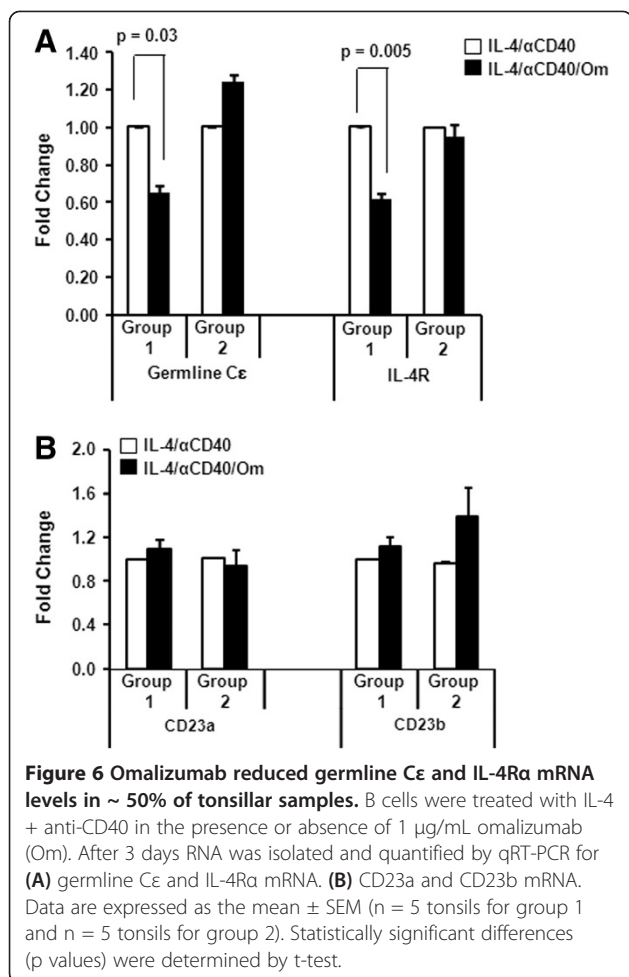 A
p = 0.03
p = 0.005
IL-4/αCD40
IL-4/αCD40/Om
Fold Change
1.40
1.20
1.00
0.80
0.60
0.40
0.20
0.00
Group 1
Group 2
Group 1
Group 2
Germline Cε
IL-4R
B
IL-4/αCD40
IL-4/αCD40/Om
Fold Change
2.0
1.6
1.2
0.8
0.4
0.0
Group 1
Group 2
Group 1
Group 2
CD23a
CD23b
Figure 6 Omalizumab reduced germline Cε and IL-4Rα mRNA
levels in ~ 50% of tonsillar samples. B cells were treated with IL-4
+ anti-CD40 in the presence or absence of 1 μg/mL omalizumab
(Om). After 3 days RNA was isolated and quantified by qRT-PCR for
(A) germline Cε and IL-4Rα mRNA. (B) CD23a and CD23b mRNA.
Data are expressed as the mean ± SEM (n = 5 tonsils for group 1
and n = 5 tonsils for group 2). Statistically significant differences
(p values) were determined by t-test.